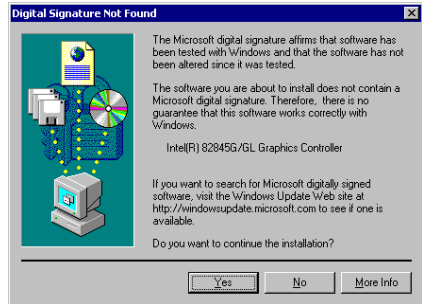 Digital Signature Not Found
The Microsoft digital signature affirms that software has
been tested with Windows and that the software has not
been altered since it was tested.
The software you are about to install does not contain a
Microsoft digital signature. Therefore, there is no
guarantee that this software works correctly with
Windows.
Intel(R) 82845G/GL Graphics Controller
If you want to search for Microsoft digitally signed
software, visit the Windows Update Web site at
http://windowsupdate.microsoft.com to see if one is
available.
Do you want to continue the installation?
Yes No More Info